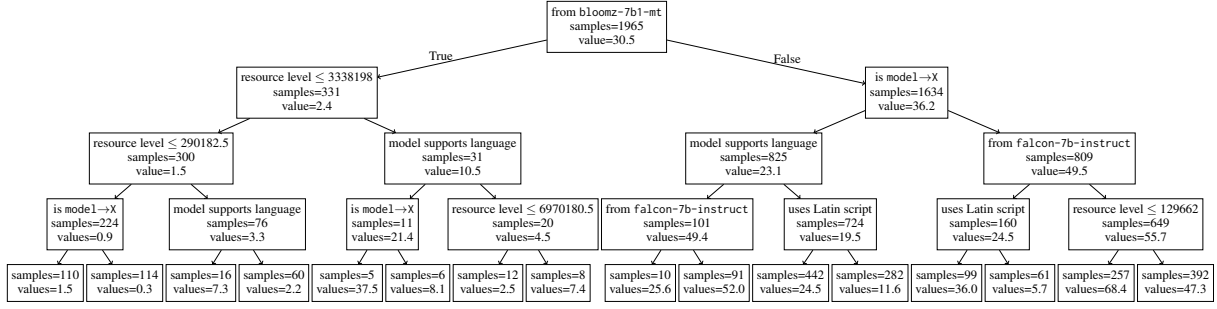 from bloomz-7b1-mt
samples=1965
value=30.5
True
False
resource level ≤ 3338198
samples=331
value=2.4
is model→X
samples=1634
value=36.2
resource level ≤ 290182.5
samples=300
value=1.5
model supports language
samples=31
value=10.5
model supports language
samples=825
value=23.1
from falcon-7b-instruct
samples=809
value=49.5
is model→X
samples=224
values=0.9
model supports language
samples=76
values=3.3
is model→X
samples=11
values=21.4
resource level ≤ 6970180.5
samples=20
values=4.5
from falcon-7b-instruct
samples=101
values=49.4
uses Latin script
samples=724
values=19.5
uses Latin script
samples=160
values=24.5
resource level ≤ 129662
samples=649
values=55.7
samples=110
values=1.5
samples=114
values=0.3
samples=16
values=7.3
samples=60
values=2.2
samples=5
values=37.5
samples=6
values=8.1
samples=12
values=2.5
samples=8
values=7.4
samples=10
values=25.6
samples=91
values=52.0
samples=442
values=24.5
samples=282
values=11.6
samples=99
values=36.0
samples=61
values=5.7
samples=257
values=68.4
samples=392
values=47.3